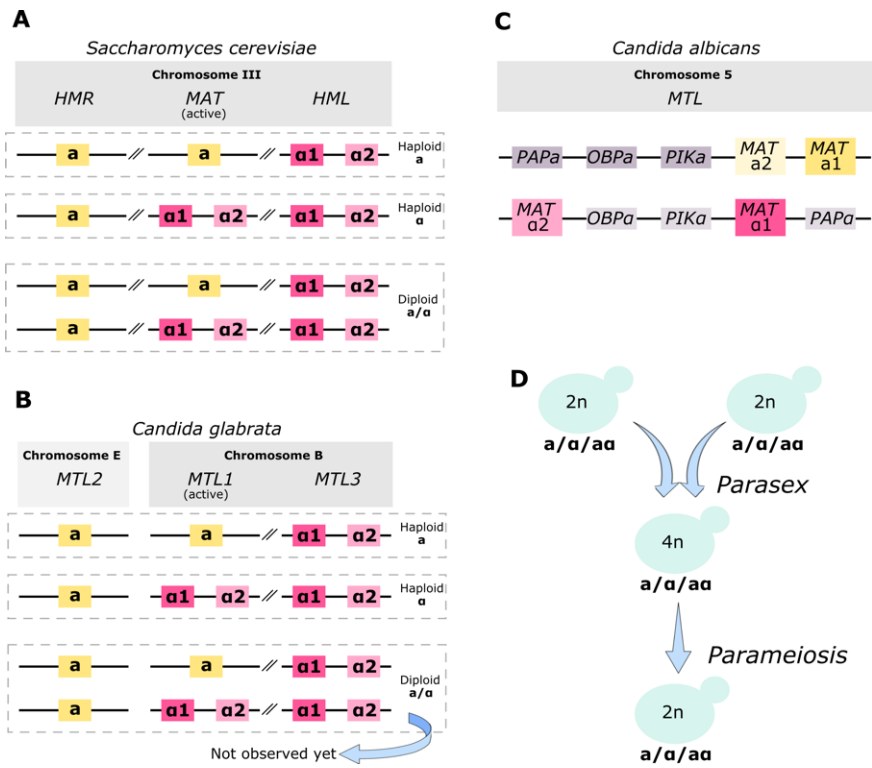 A
Saccharomyces cerevisiae
Chromosome III
HMR MAT HML
(active)
a // a // α1 α2 Haploid
a
a // α1 α2 // α1 α2 Haploid
α
a // a // α1 α2
Diploid
a/α
a // α1 α2 // α1 α2
B
Candida glabrata
Chromosome E Chromosome B
MTL2 MTL1 MTL3
(active)
a a // α1 α2 Haploid
a
a α1 α2 // α1 α2 Haploid
α
a a // α1 α2
Diploid
a/α
a α1 α2 // α1 α2
Not observed yet
C
Candida albicans
Chromosome 5
MTL
PAPa OBPa PIKa MAT a2 MAT a1
MAT α2 OBPα PIKα MAT α1 PAPα
D
2n 2n
a/α/aα a/α/aα
Parasex
4n
a/α/aα
Parameiosis
2n
a/α/aα